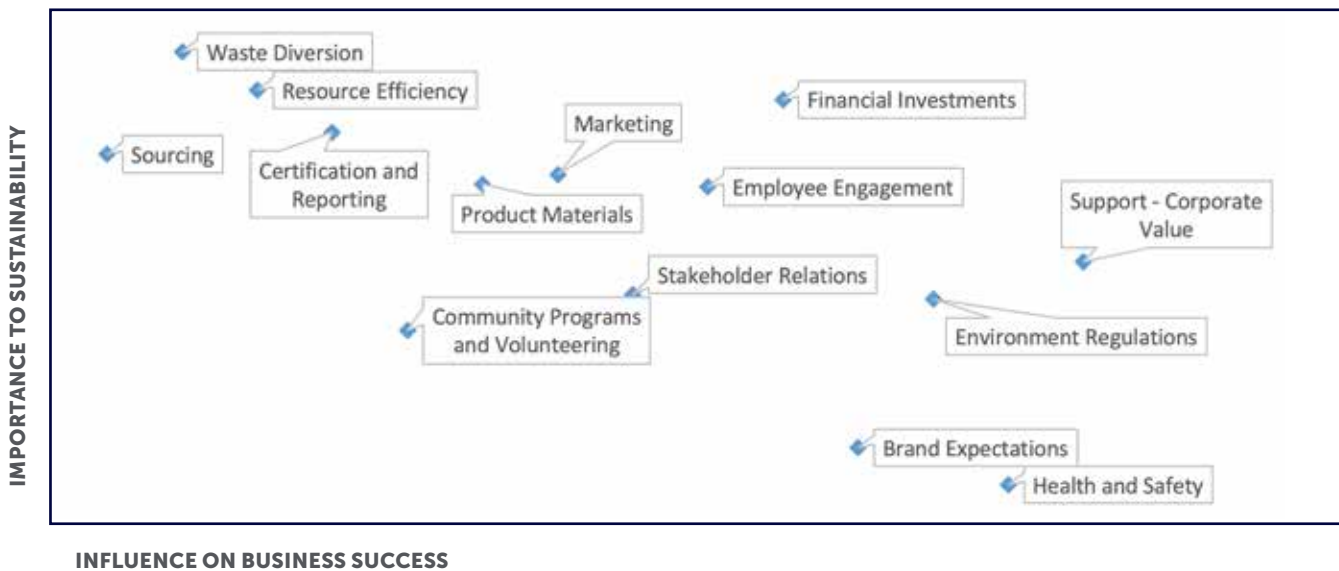 IMPORTANCE TO SUSTAINABILITY
Waste Diversion
Resource Efficiency
Financial Investments
Marketing
Sourcing
Certification and
Reporting
Employee Engagement
Product Materials
Support - Corporate
Value
Stakeholder Relations
Community Programs
and Volunteering
Environment Regulations
Brand Expectations
Health and Safety
INFLUENCE ON BUSINESS SUCCESS